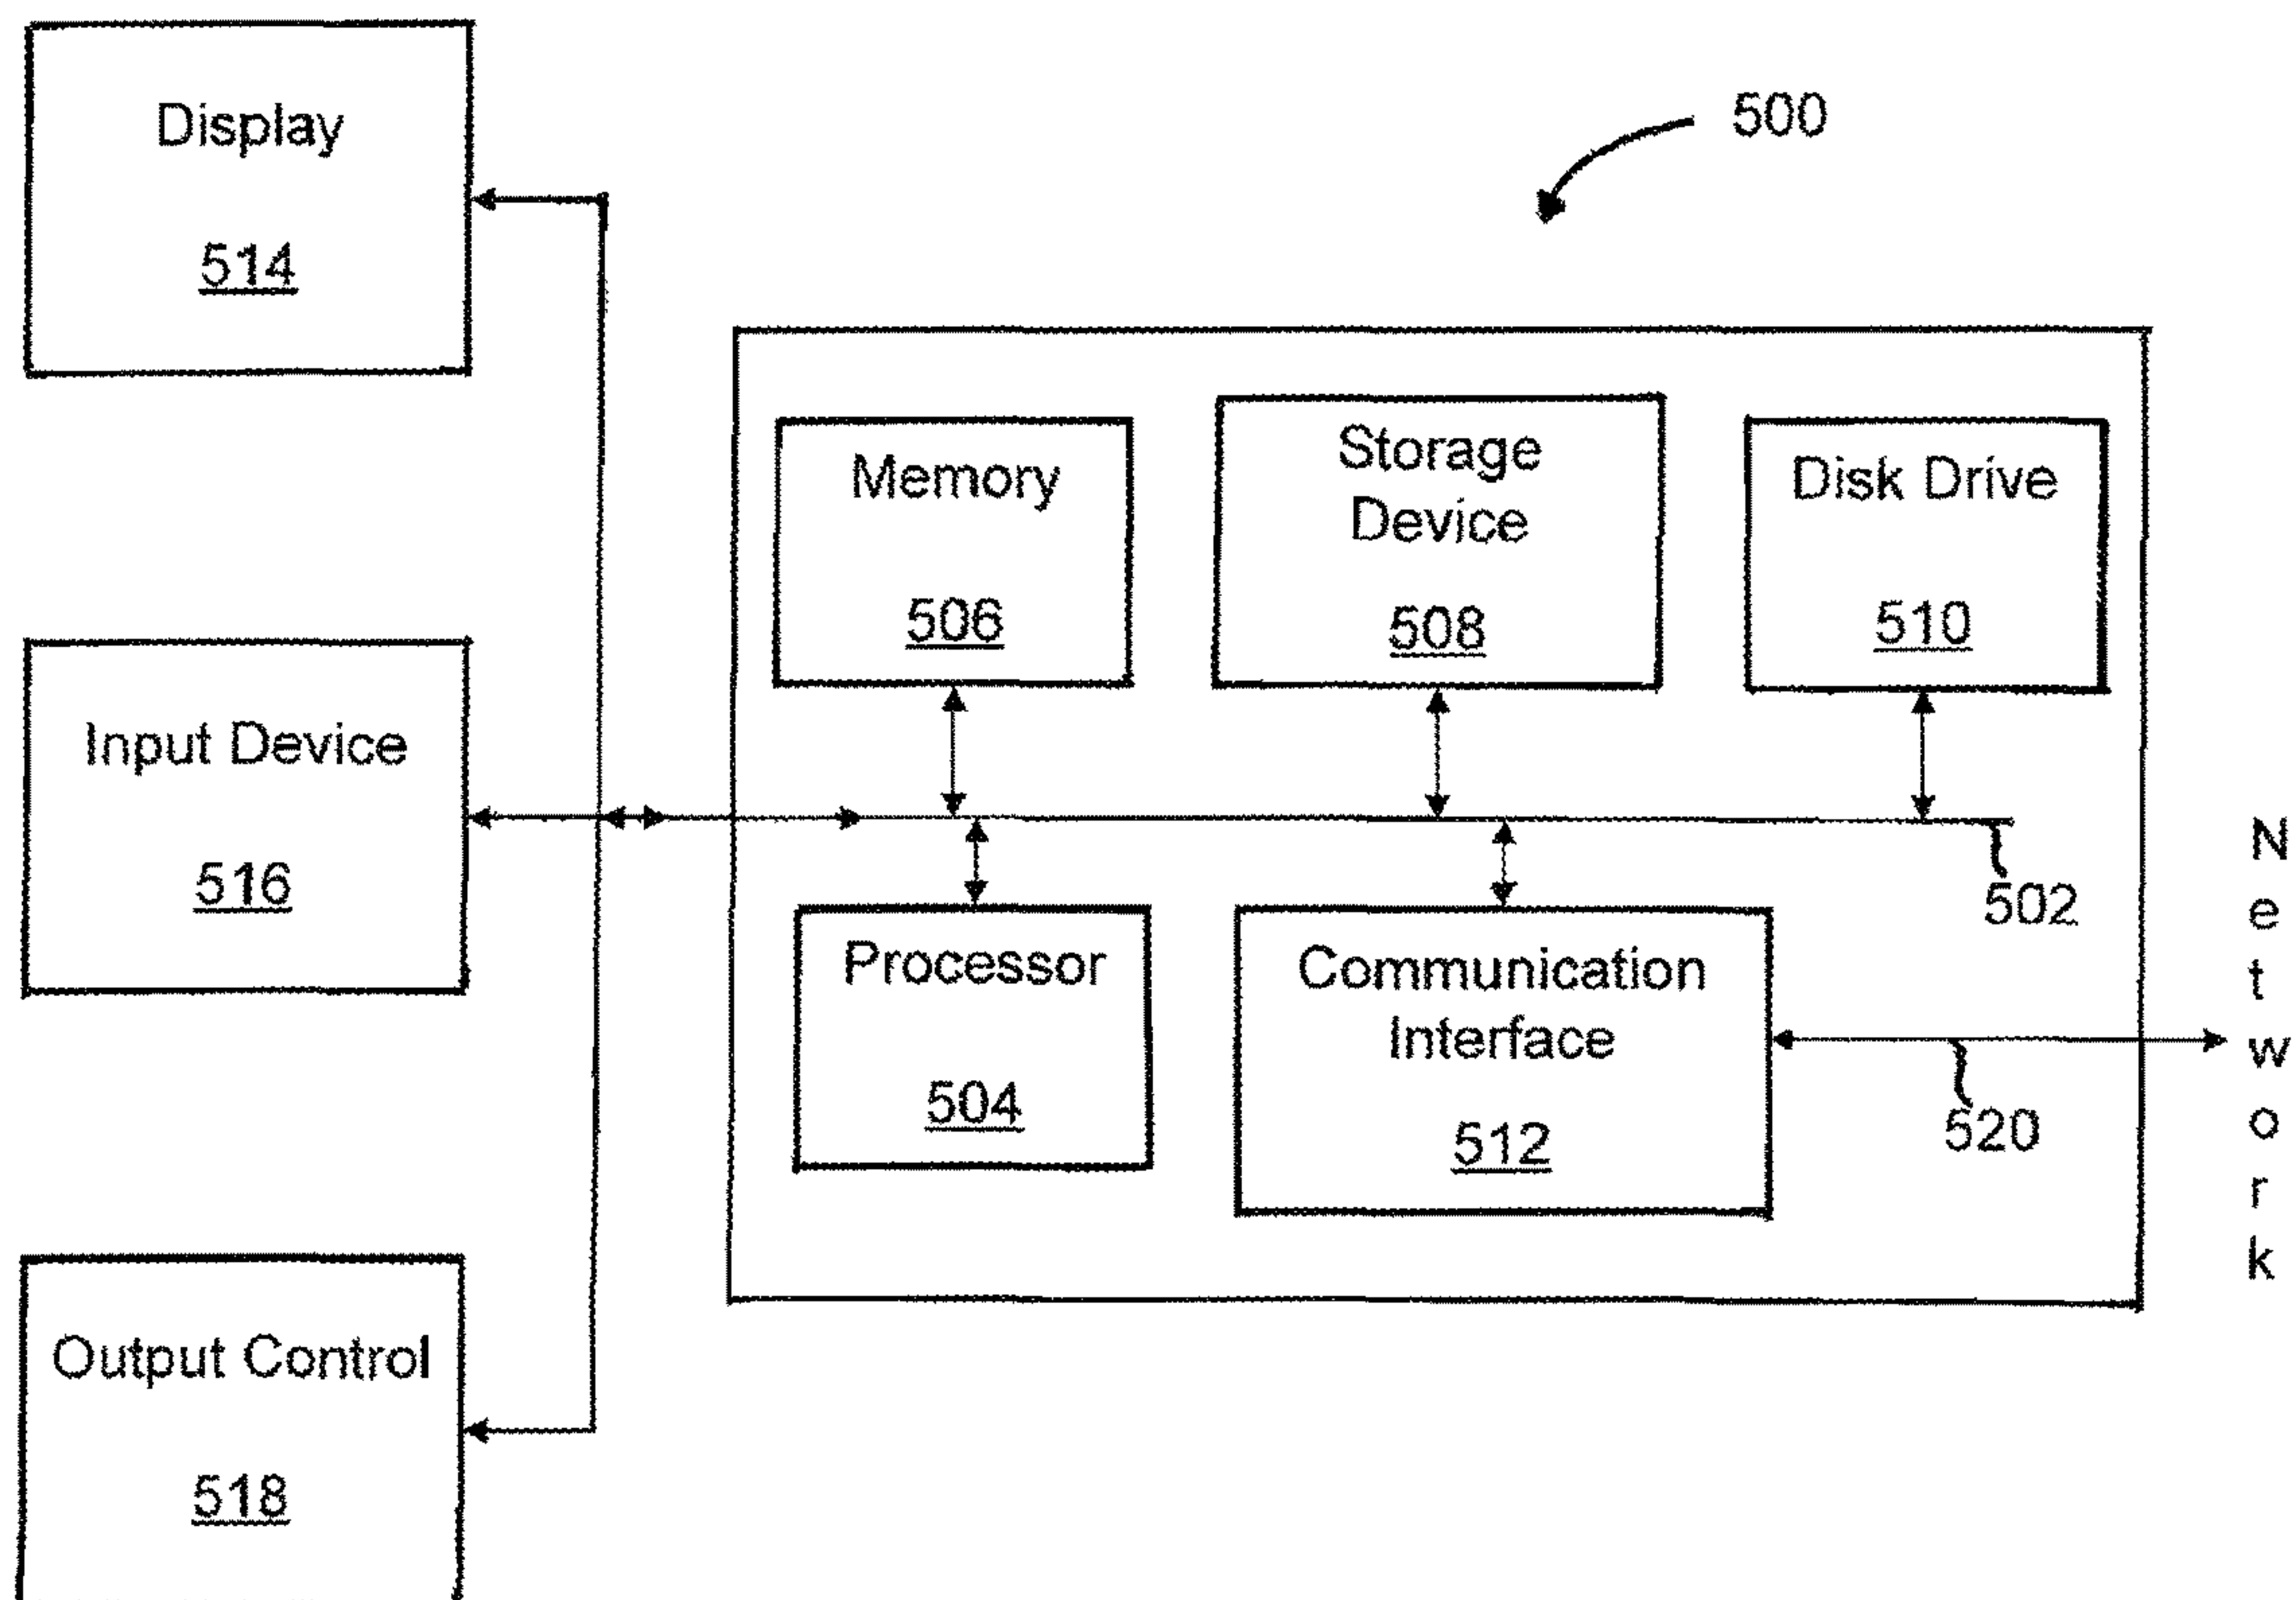 Display
514
500
Memory
506
Storage
Device
508
Disk Drive
510
Input Device
516
502
Processor
504
Communication
Interface
512
520
Network
Output Control
518